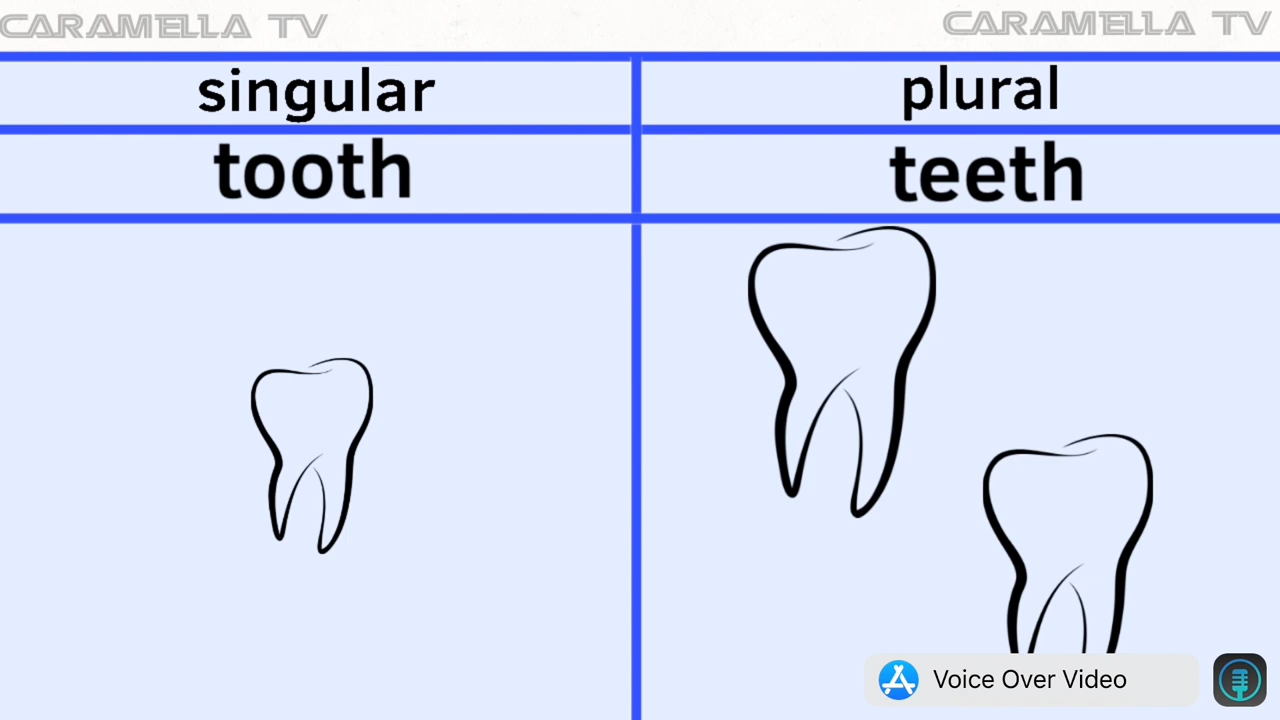 CARAMELLA TV CARAMELLA TV
singular plural
tooth teeth
Voice Over Video